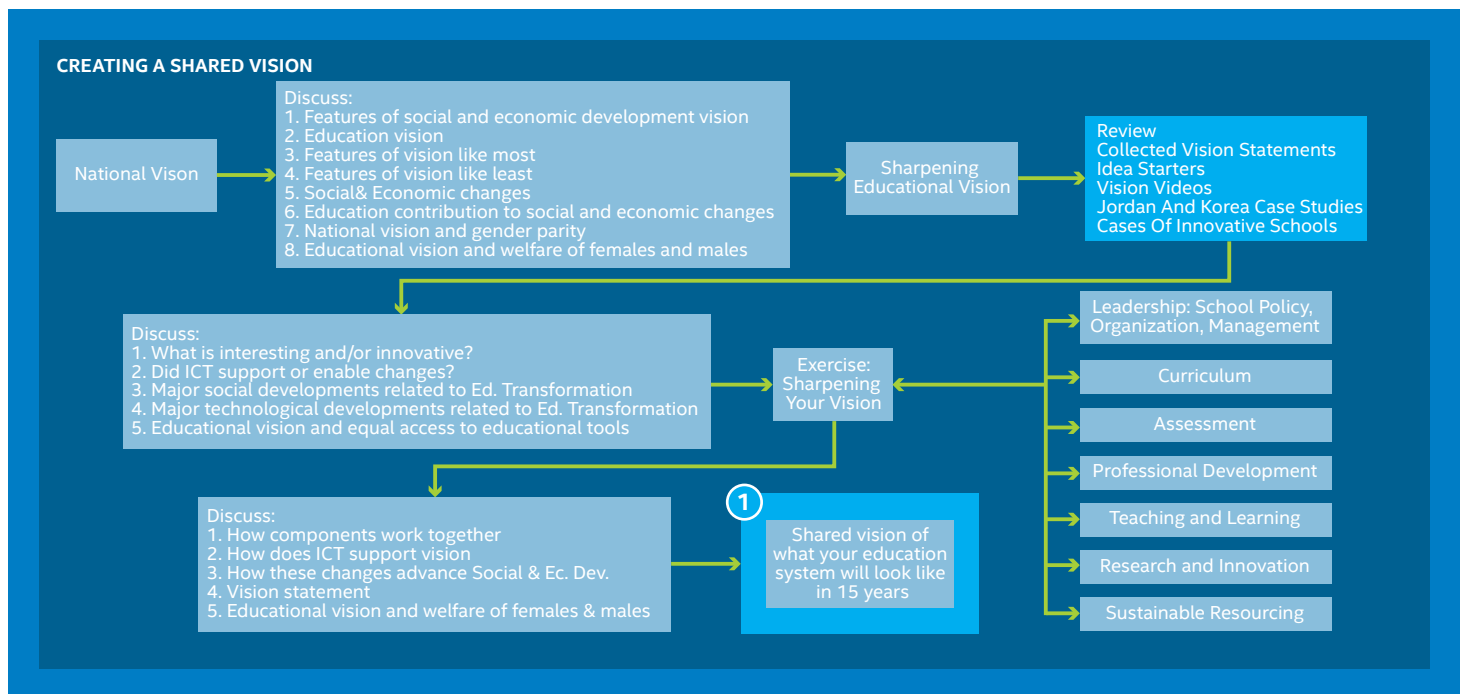 CREATING A SHARED VISION
National Vison
Discuss:
1. Features of social and economic development vision
2. Education vision
3. Features of vision like most
4. Features of vision like least
5. Social& Economic changes
6. Education contribution to social and economic changes
7. National vision and gender parity
8. Educational vision and welfare of females and males
Sharpening
Educational Vision
Review
Collected Vision Statements
Idea Starters
Vision Videos
Jordan And Korea Case Studies
Cases Of Innovative Schools
Discuss:
1. What is interesting and/or innovative?
2. Did ICT support or enable changes?
3. Major social developments related to Ed. Transformation
4. Major technological developments related to Ed. Transformation
5. Educational vision and equal access to educational tools
Exercise:
Sharpening
Your Vision
Leadership: School Policy,
Organization, Management
Curriculum
Assessment
Professional Development
Teaching and Learning
Research and Innovation
Sustainable Resourcing
Discuss:
1. How components work together
2. How does ICT support vision
3. How these changes advance Social & Ec. Dev.
4. Vision statement
5. Educational vision and welfare of females & males
1
Shared vision of
what your education
system will look like
in 15 years